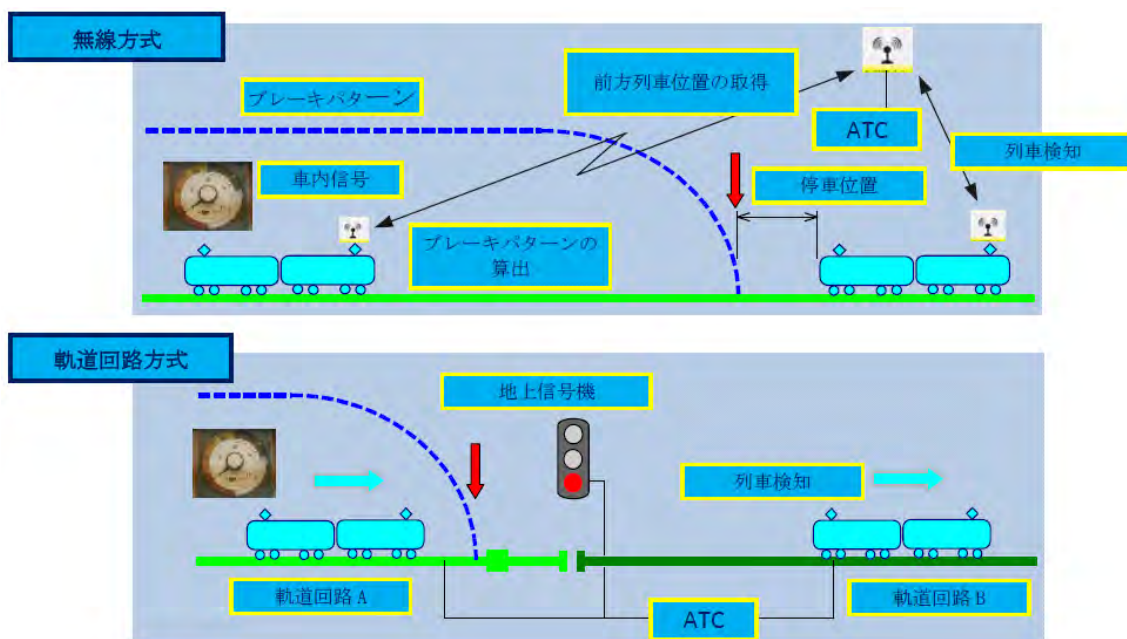 無線方式
ブレーキパターン
前方列車位置の取得
ATC
列車検知
車内信号
停車位置
ブレーキパターンの
算出
軌道回路方式
地上信号機
列車検知
軌道回路A
ATC
軌道回路B